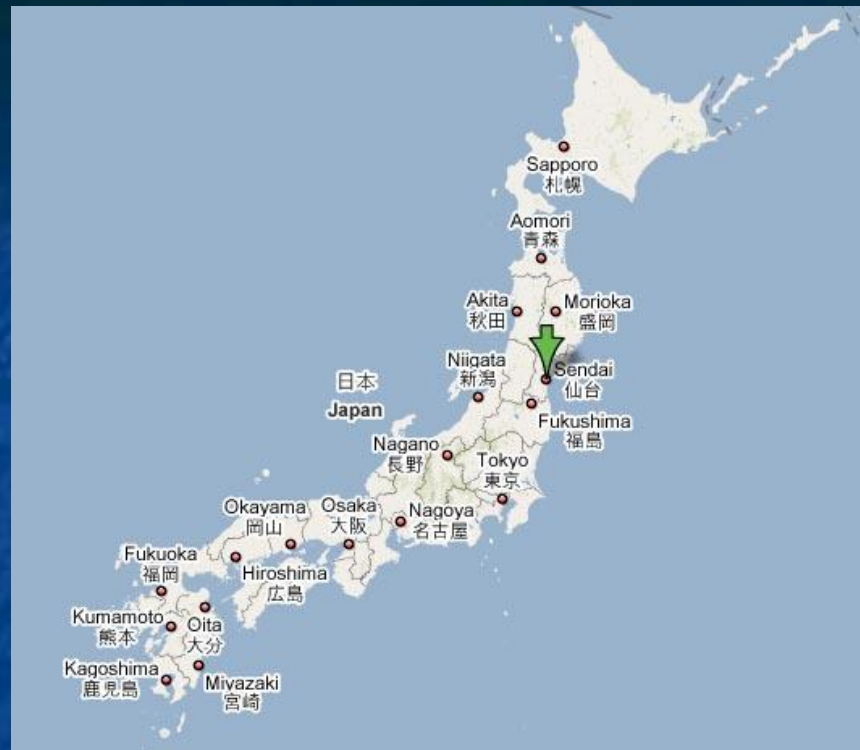 Sapporo
札幌
Aomori
青森
Akita
秋田
Morioka
盛岡
Niigata
新潟
Sendai
仙台
日本
Japan
Fukushima
福島
Nagano
長野
Tokyo
東京
Okayama
岡山
Osaka
大阪
Nagoya
名古屋
Fukuoka
福岡
Hiroshima
広島
Kumamoto
熊本
Oita
大分
Kagoshima
鹿児島
Miyazaki
宮崎